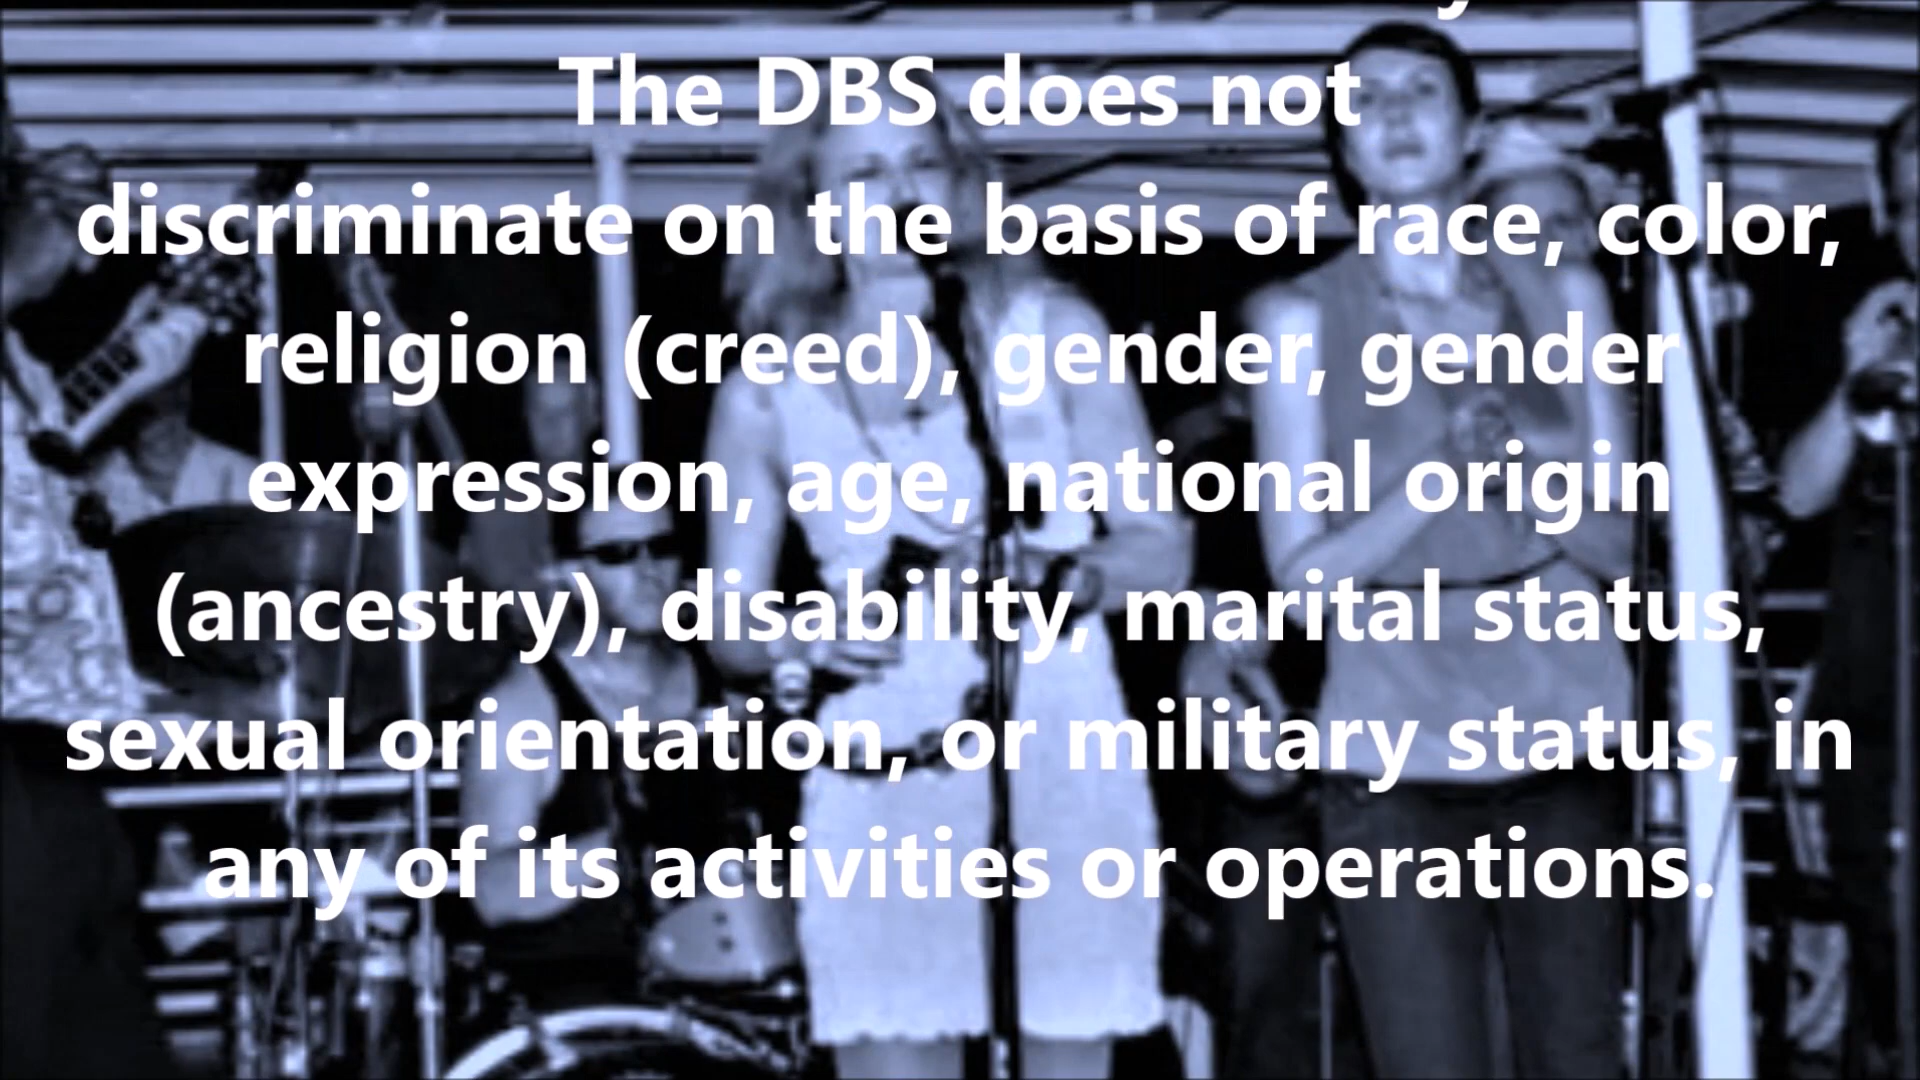 The DBS does not
discriminate on the basis of race, color,
religion (creed), gender, gender
expression, age, national origin
(ancestry), disability, marital status,
sexual orientation, or military status, in
any of its activities or operations.